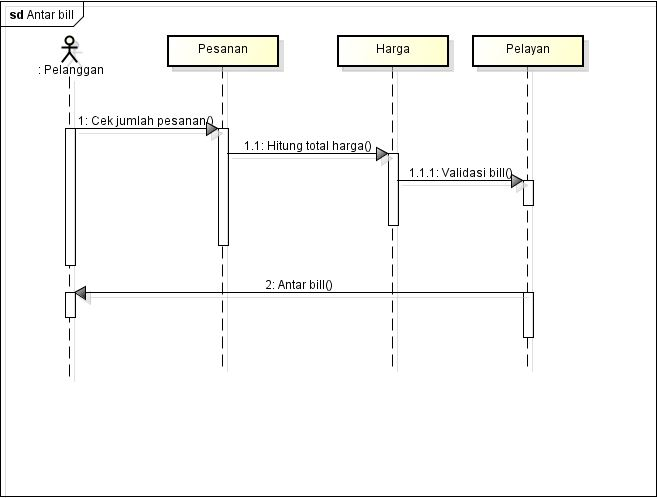 sd Antar bill
: Pelanggan
Pesanan
Harga
Pelayan
1: Cek jumlah pesanan()
1.1: Hitung total harga()
1.1.1: Validasi bill()
2: Antar bill()